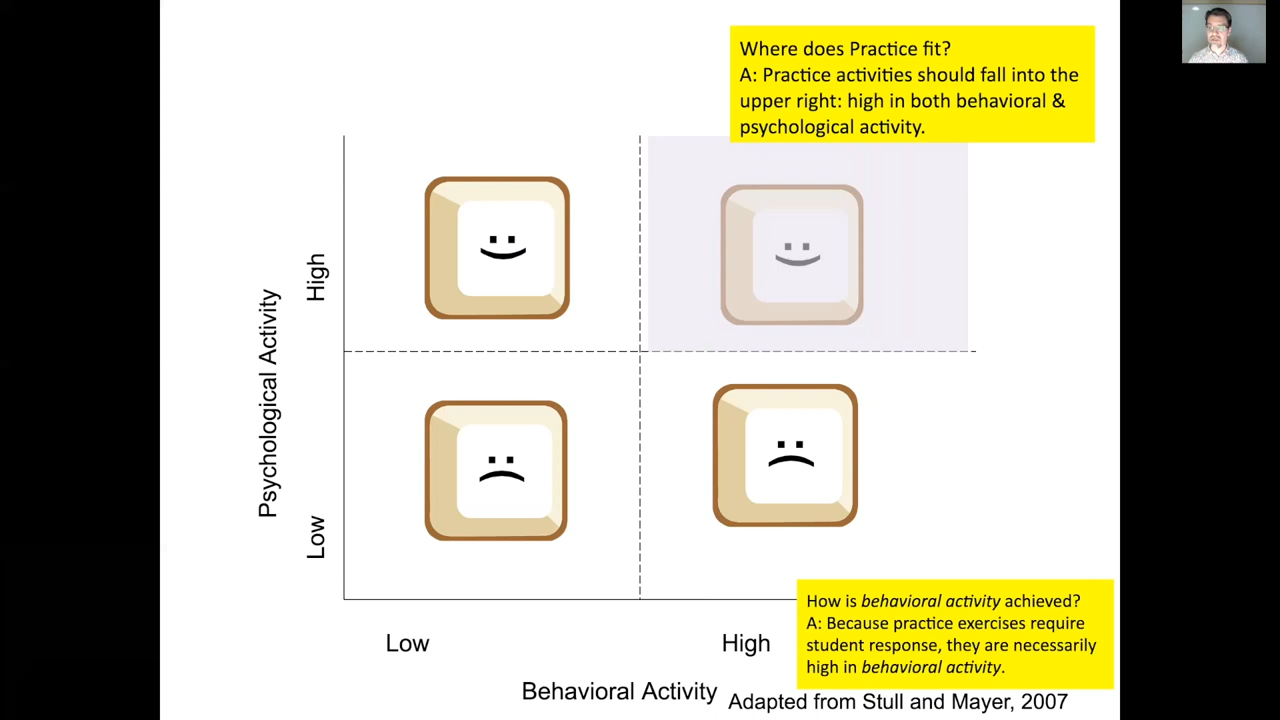 Where does Practice fit?
A: Practice activities should fall into the
upper right: high in both behavioral &
psychological activity.
High
Psychological Activity
Low
How is behavioral activity achieved?
A: Because practice exercises require
student response, they are necessarily
high in behavioral activity.
Low
High
Behavioral Activity
Adapted from Stull and Mayer, 2007